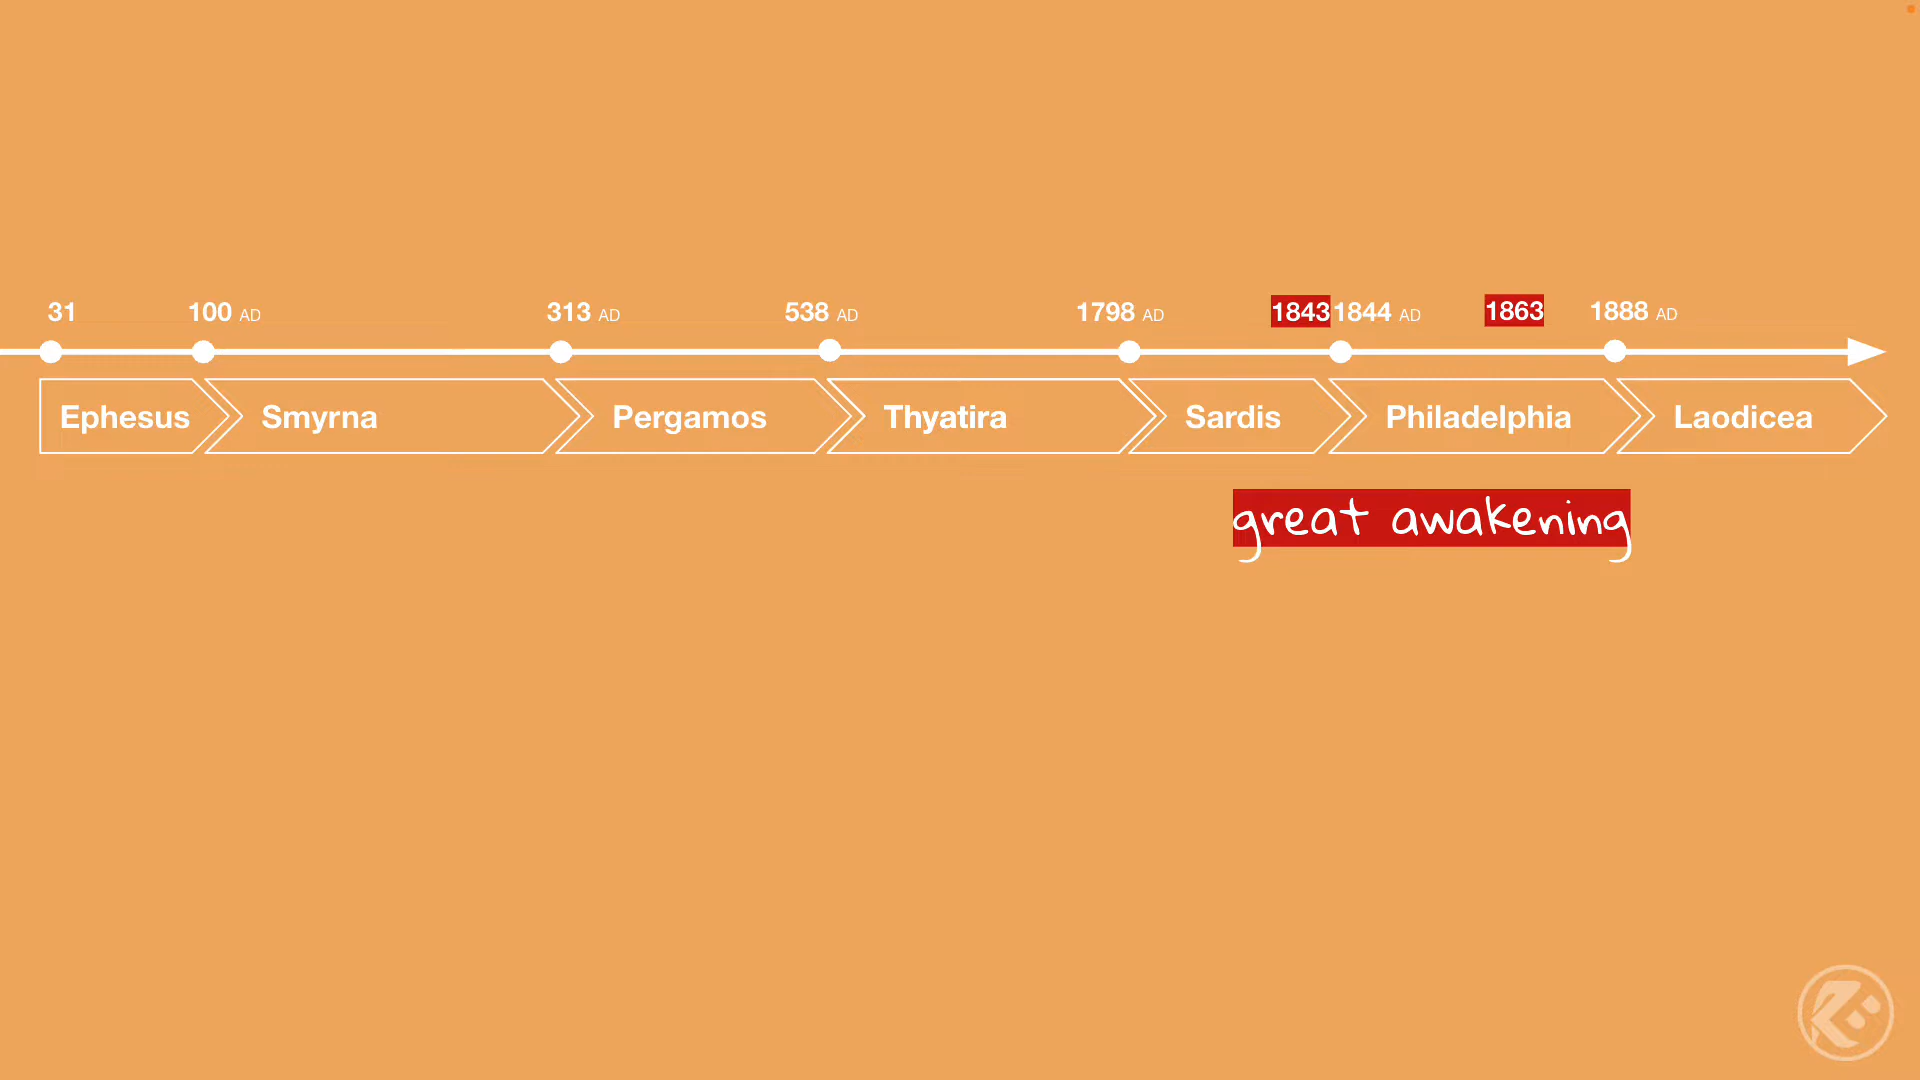 31 100 AD 313 AD 538 AD 1798 AD 1843 1844 AD 1863 1888 AD
Ephesus Smyrna Pergamos Thyatira Sardis Philadelphia Laodicea
great awakening